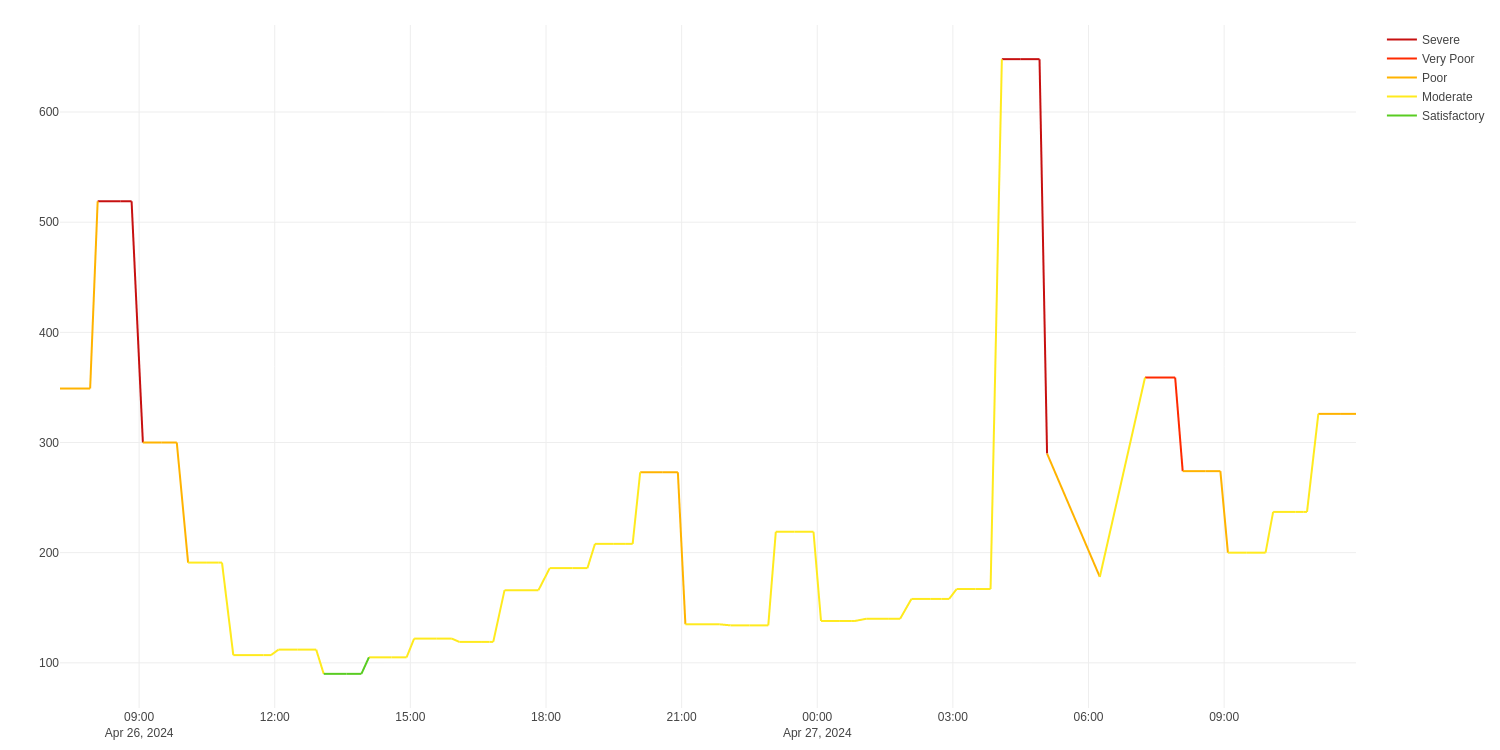 Severe
Very Poor
Poor
Moderate
Satisfactory
600
500
400
300
200
100
09:00 12:00 15:00 18:00 21:00 00:00 03:00 06:00 09:00
Apr 26, 2024 Apr 27, 2024